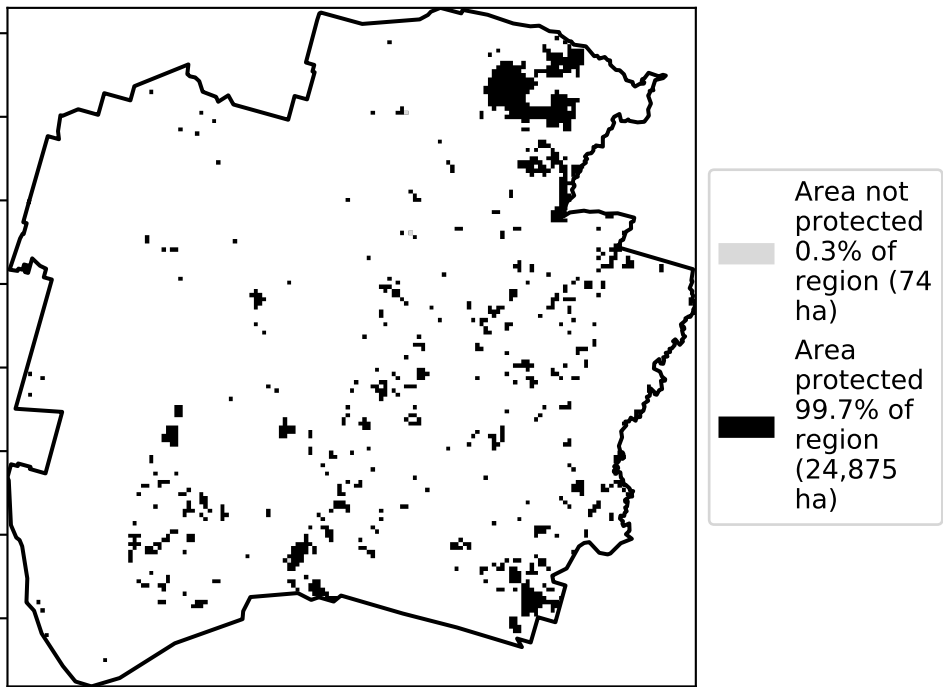 Area not
protected
0.3% of
region (74
ha)
Area
protected
99.7% of
region
(24,875
ha)